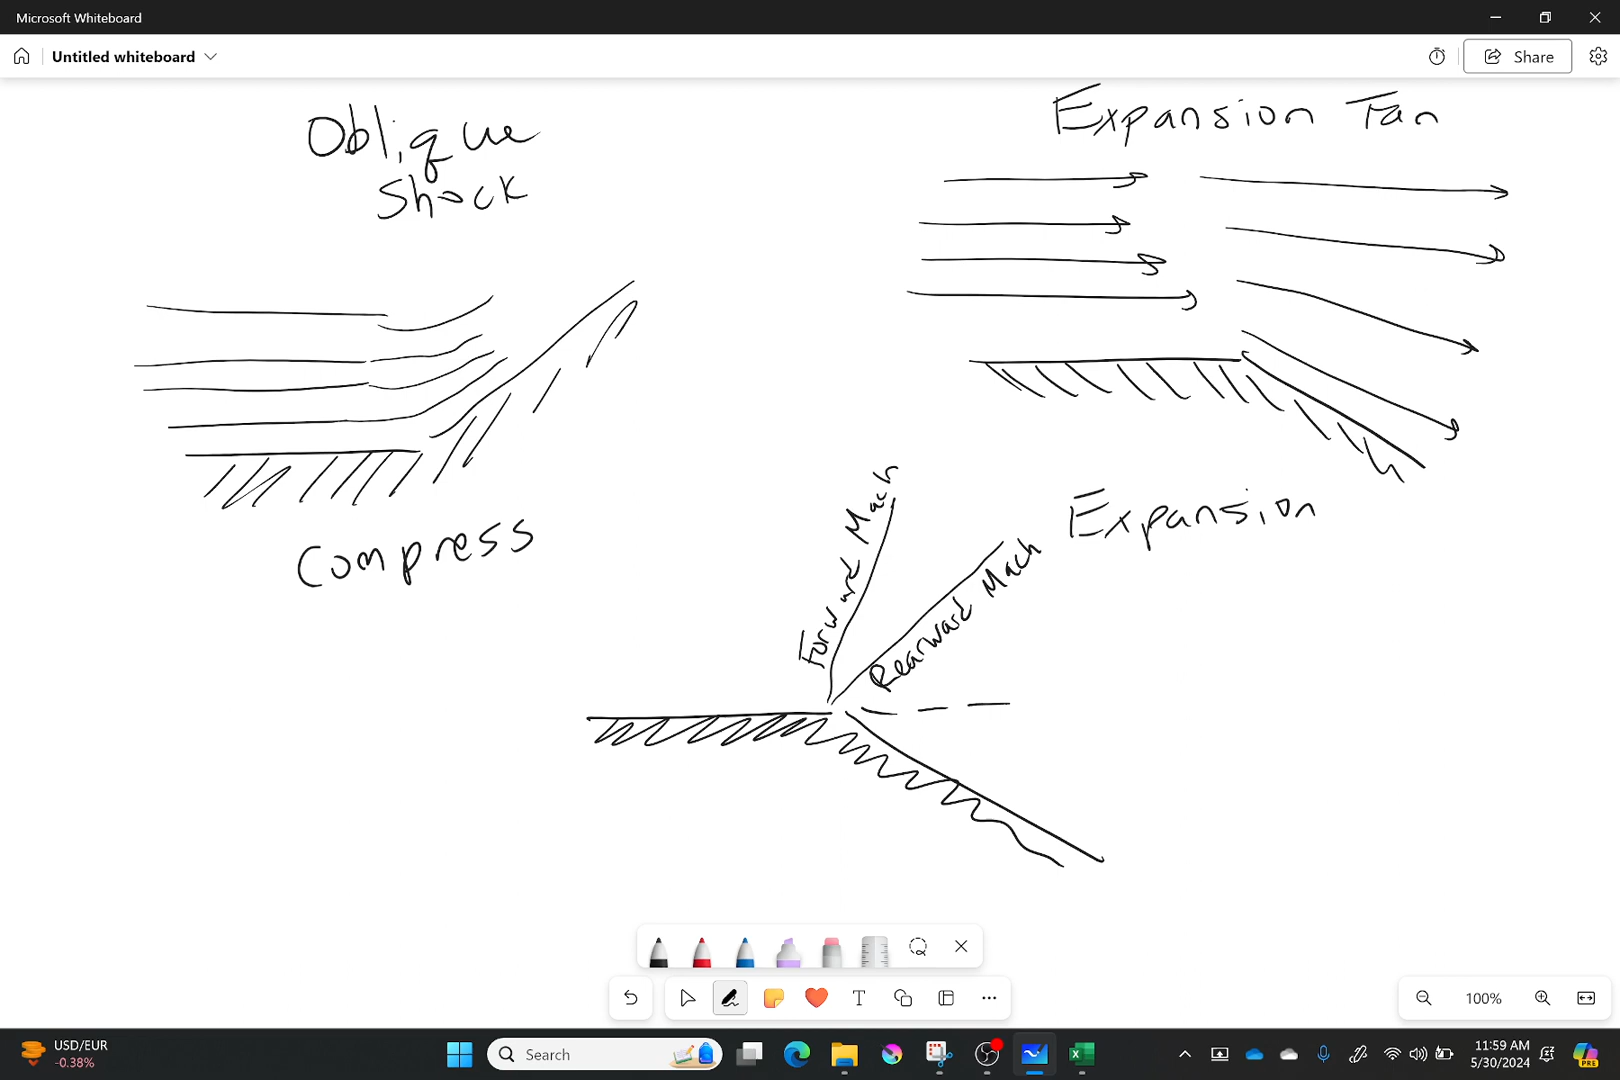 Microsoft Whiteboard
Untitled whiteboard
Share
Oblique
Shock
Expansion Fan
Compress
Expansion
Forward Mach
Rearward Mach
T
100%
USD/EUR
-0.38%
Search
PRE
11:59 AM
5/30/2024